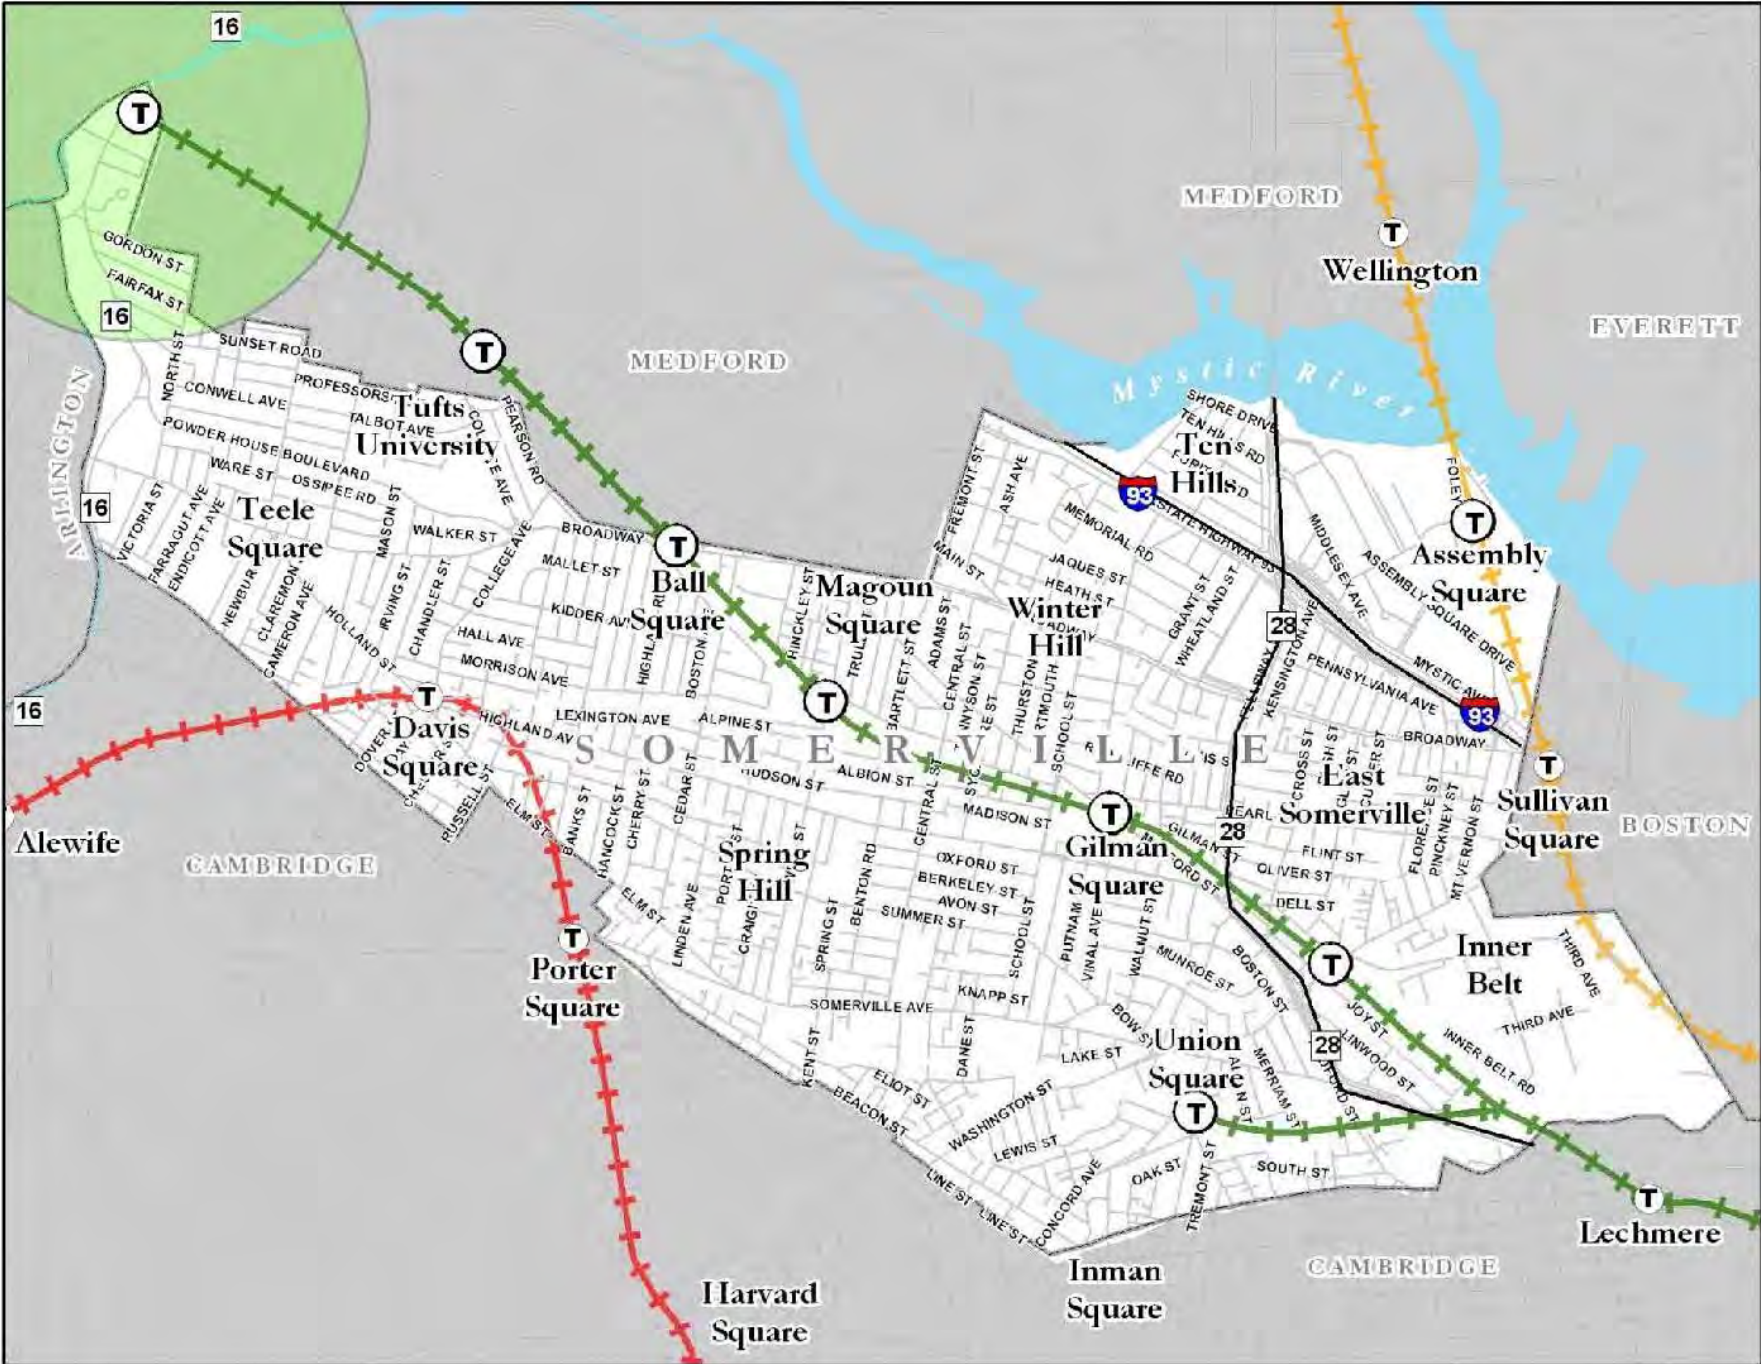 16
T
MEDFORD
T
Wellington
GORDON ST
FAIRFAX ST
16
EVERETT
SUNSET ROAD
T
MEDFORD
Mystic River
NORTH ST
CONWELL AVE
PROFESSORS
Tufts
University
TALBOT AVE
PEARSON RD
ARLINGTON
POWDER HOUSE BOULEVARD
WARE ST
OSSIPEE RD
SHORE DRIVE
TEN HILLS RD
Ten
Hills
FREMONT ST
ASH AVE
93
STATE HIGHWAY 93
FOLEY
16
VICTORIA ST
FARRAGUT AVE
ENDICOTT AVE
Teele
Square
MASON ST
WALKER ST
COLLEGE AVE
BROADWAY
T
MEMORIAL RD
MIDDLESEX AVE
T
Assembly
Square
ASSEMBLY SQUARE DRIVE
MALLET ST
MAIN ST
JAQUES ST
HEATH ST
GRANT ST
WHEATLAND ST
Ball
Square
HINCKLEY ST
Magoun
Square
Winter
Hill
28
CAMERON AVE
IRVING ST
CHANDLER ST
HOLLAND ST
HALL AVE
MORRISON AVE
BARTLETT ST
ADAMS ST
CENTRAL ST
SCHOOL ST
KENSINGTON AVE
PENNSYLVANIA AVE
93
BROADWAY
16
T
Davis
Square
HIGHLAND AV
LEXINGTON AVE
ALPINE ST
T
SOMERVILLE
HUDSON ST
ALBION ST
CROSS ST
East
Somerville
T
Sullivan
Square
BOSTON
Alewife
CAMBRIDGE
RUSSELL ST
ELM ST
BANKS ST
HANCOCK ST
CHERRY ST
CEDAR ST
CENTRAL ST
MADISON ST
T
Gilman
Square
GILMAN ST
28
FLINT ST
OLIVER ST
DELL ST
PINCKNEY ST
MT VERNON ST
Spring
Hill
OXFORD ST
BERKELEY ST
AVON ST
SUMMER ST
BENTON RD
SPRING ST
LINDEN AVE
ELM ST
SCHOOL ST
PUTNAM
VINAL AVE
WALNUT ST
MUNROE ST
BOSTON ST
T
Inner
Belt
THIRD AVE
THIRD AVE
T
Porter
Square
SOMERVILLE AVE
KNAPP ST
KENT ST
DANE ST
LAKE ST
BOW ST
Union
Square
MERRIAM ST
28
JOY ST
LINWOOD ST
INNER BELT RD
ELIOT ST
BEACON ST
WASHINGTON ST
LEWIS ST
T
LINE ST
LINE ST
CONCORD AVE
OAK ST
TREMONT ST
SOUTH ST
T
Lechmere
CAMBRIDGE
Inman
Square
Harvard
Square